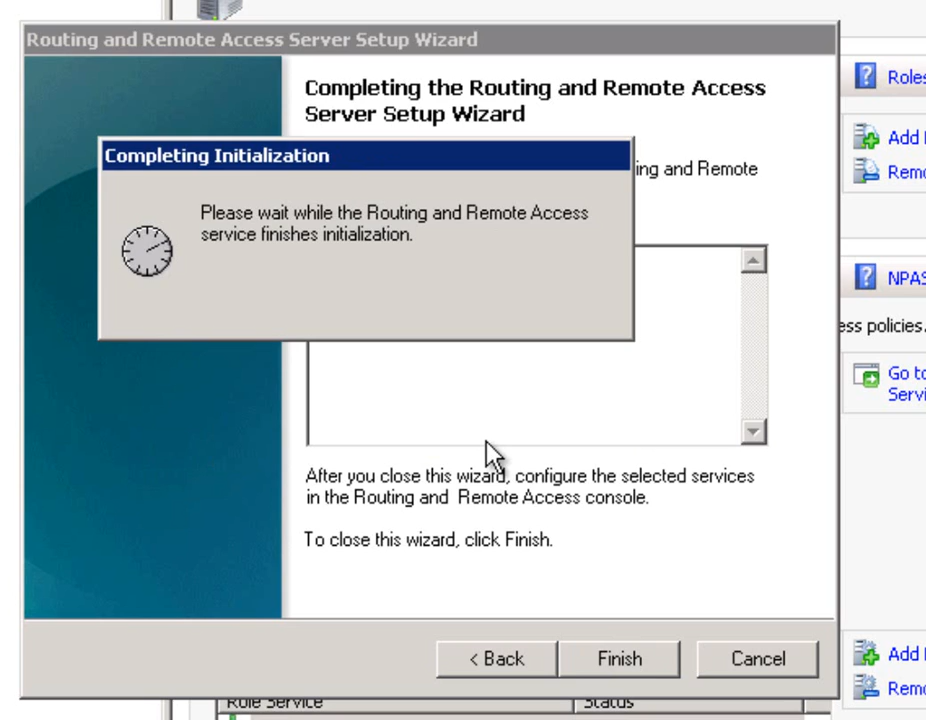 Routing and Remote Access Server Setup Wizard
Completing the Routing and Remote Access
Server Setup Wizard
Completing Initialization
ing and Remote
Please wait while the Routing and Remote Access
service finishes initialization.
After you close this wizard, configure the selected services
in the Routing and Remote Access console.
To close this wizard, click Finish.
< Back
Finish
Cancel
Roles
Add
Remo
NPAS
ess policies.
Go to
Servi
Add
Remo
Role Service
Status